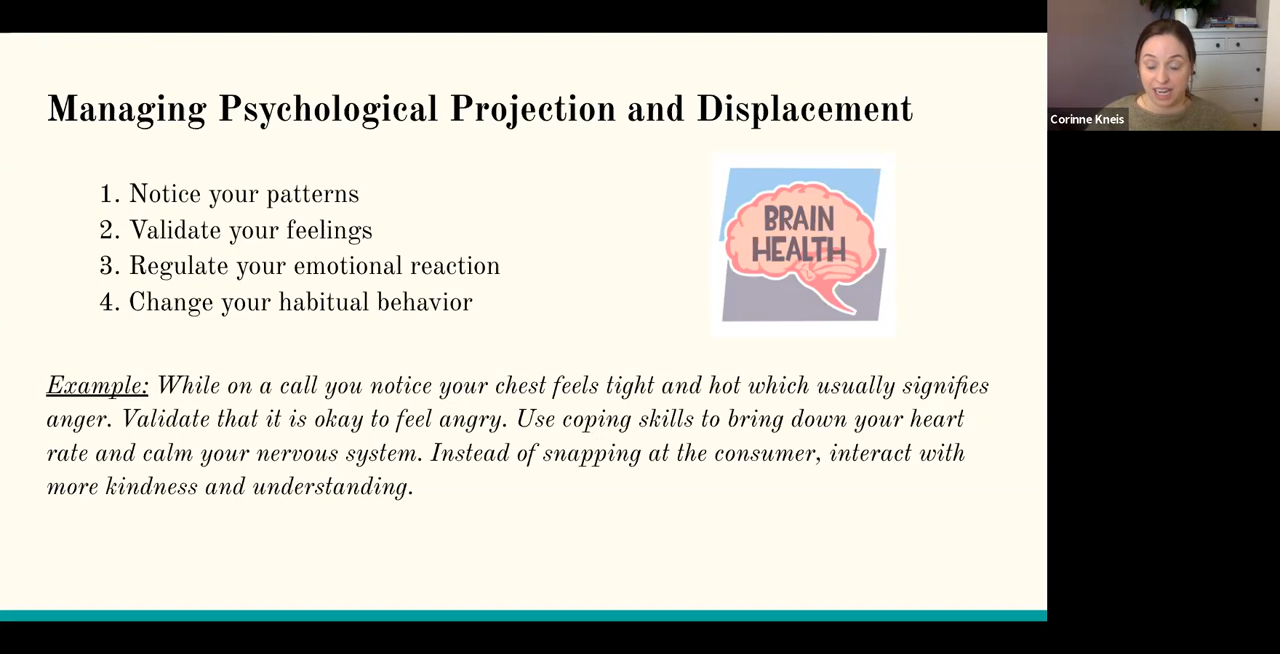 Managing Psychological Projection and Displacement
1. Notice your patterns
2. Validate your feelings
3. Regulate your emotional reaction
4. Change your habitual behavior
BRAIN
HEALTH
Example: While on a call you notice your chest feels tight and hot which usually signifies
anger. Validate that it is okay to feel angry. Use coping skills to bring down your heart
rate and calm your nervous system. Instead of snapping at the consumer, interact with
more kindness and understanding.
Corinne Kneis